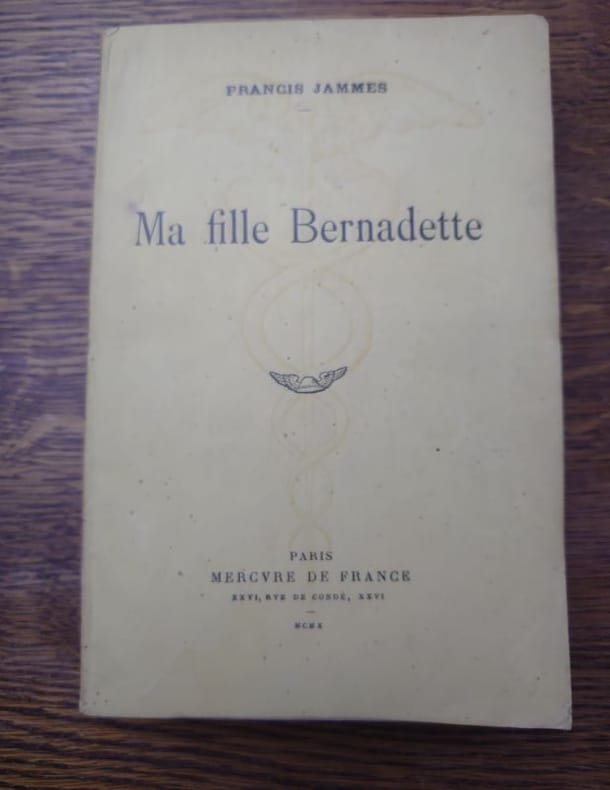 FRANCIS JAMMES
Ma fille Bernadette
PARIS
MERCVRE DE FRANCE
XXVI, RVE DE CONDÉ, XXVI
MCMX